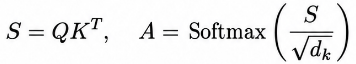 S = QK^T,  A = Softmax(S/√d_k)